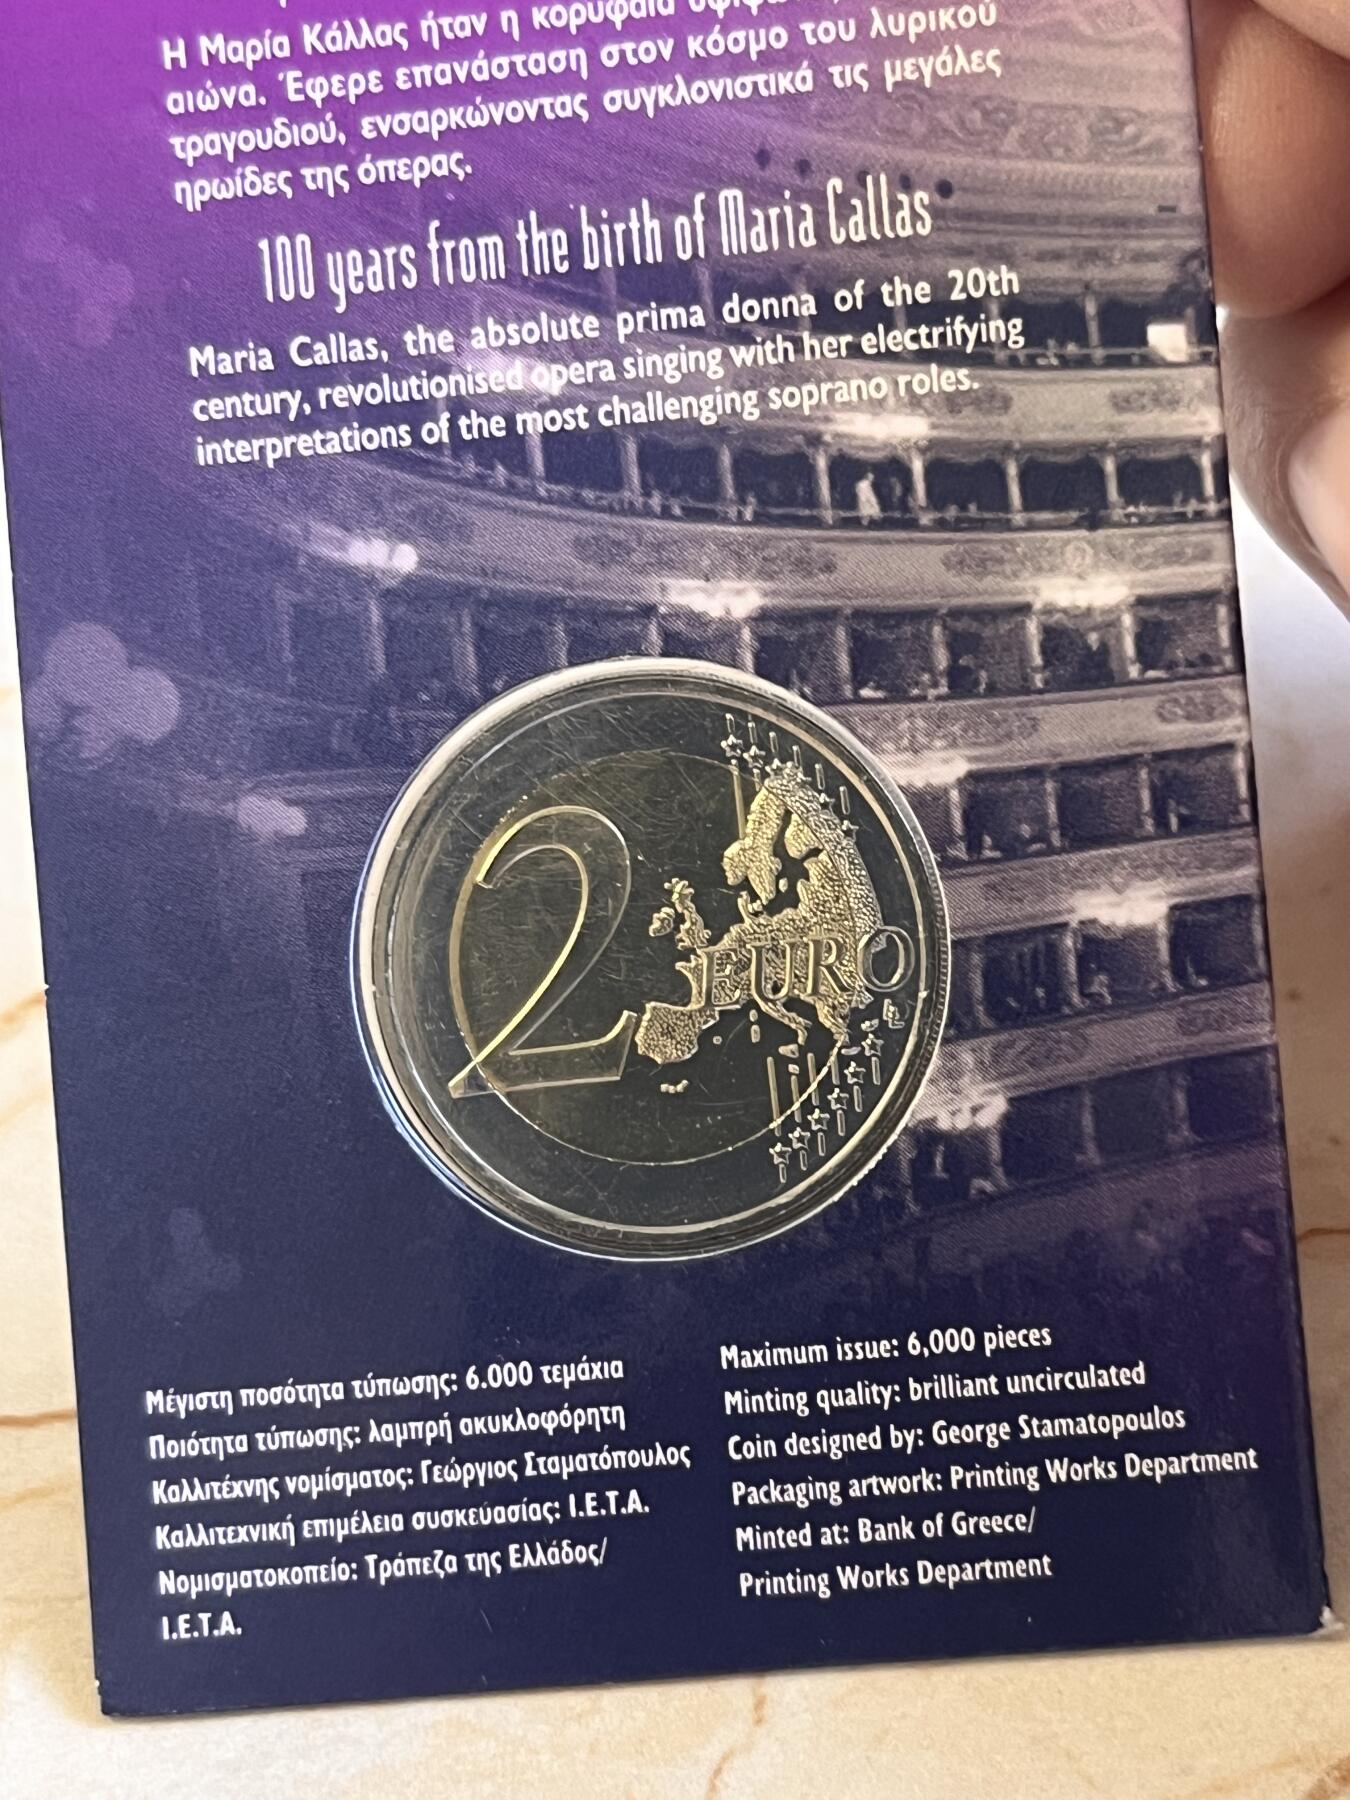 Η Μαρία Κάλλας ήταν η κορυφαία
αιώνα. Έφερε επανάσταση στον κόσμο του λυρικού
τραγουδιού, ενσαρκώνοντας συγκλονιστικά τις μεγάλες
ηρωίδες της όπερας.
100 years from the birth of Maria Callas
Maria Callas, the absolute prima donna of the 20th
century, revolutionised opera singing with her electrifying
interpretations of the most challenging soprano roles.
2 EURO
LL
Μέγιστη ποσότητα τύπωσης: 6.000 τεμάχια
Ποιότητα τύπωσης: λαμπρή ακυκλοφόρητη
Καλλιτέχνης νομίσματος: Γεώργιος Σταματόπουλος
Καλλιτεχνική επιμέλεια συσκευασίας: Ι.Ε.Τ.Α.
Νομισματοκοπείο: Τράπεζα της Ελλάδος/
Ι.Ε.Τ.Α.
Maximum issue: 6,000 pieces
Minting quality: brilliant uncirculated
Coin designed by: George Stamatopoulos
Packaging artwork: Printing Works Department
Minted at: Bank of Greece/
Printing Works Department